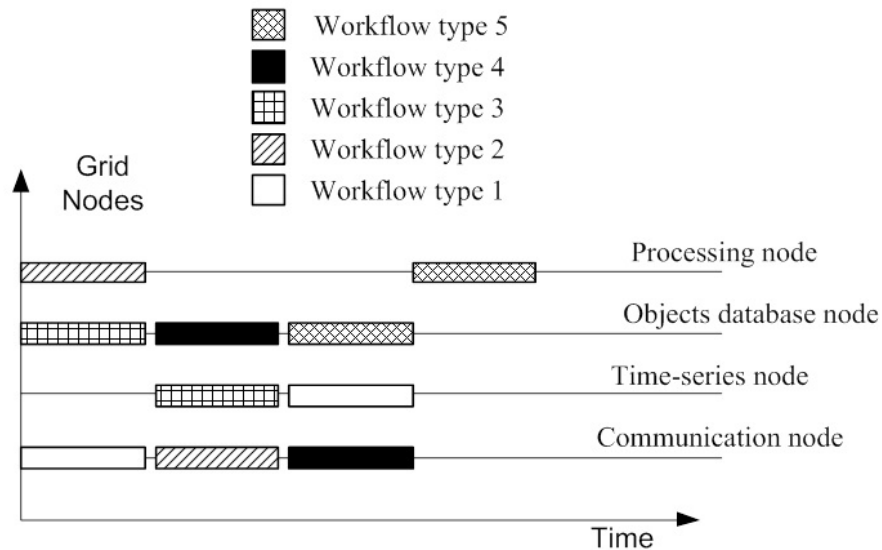 Workflow type 5
Workflow type 4
Workflow type 3
Workflow type 2
Workflow type 1
Grid
Nodes
Processing node
Objects database node
Time-series node
Communication node
Time